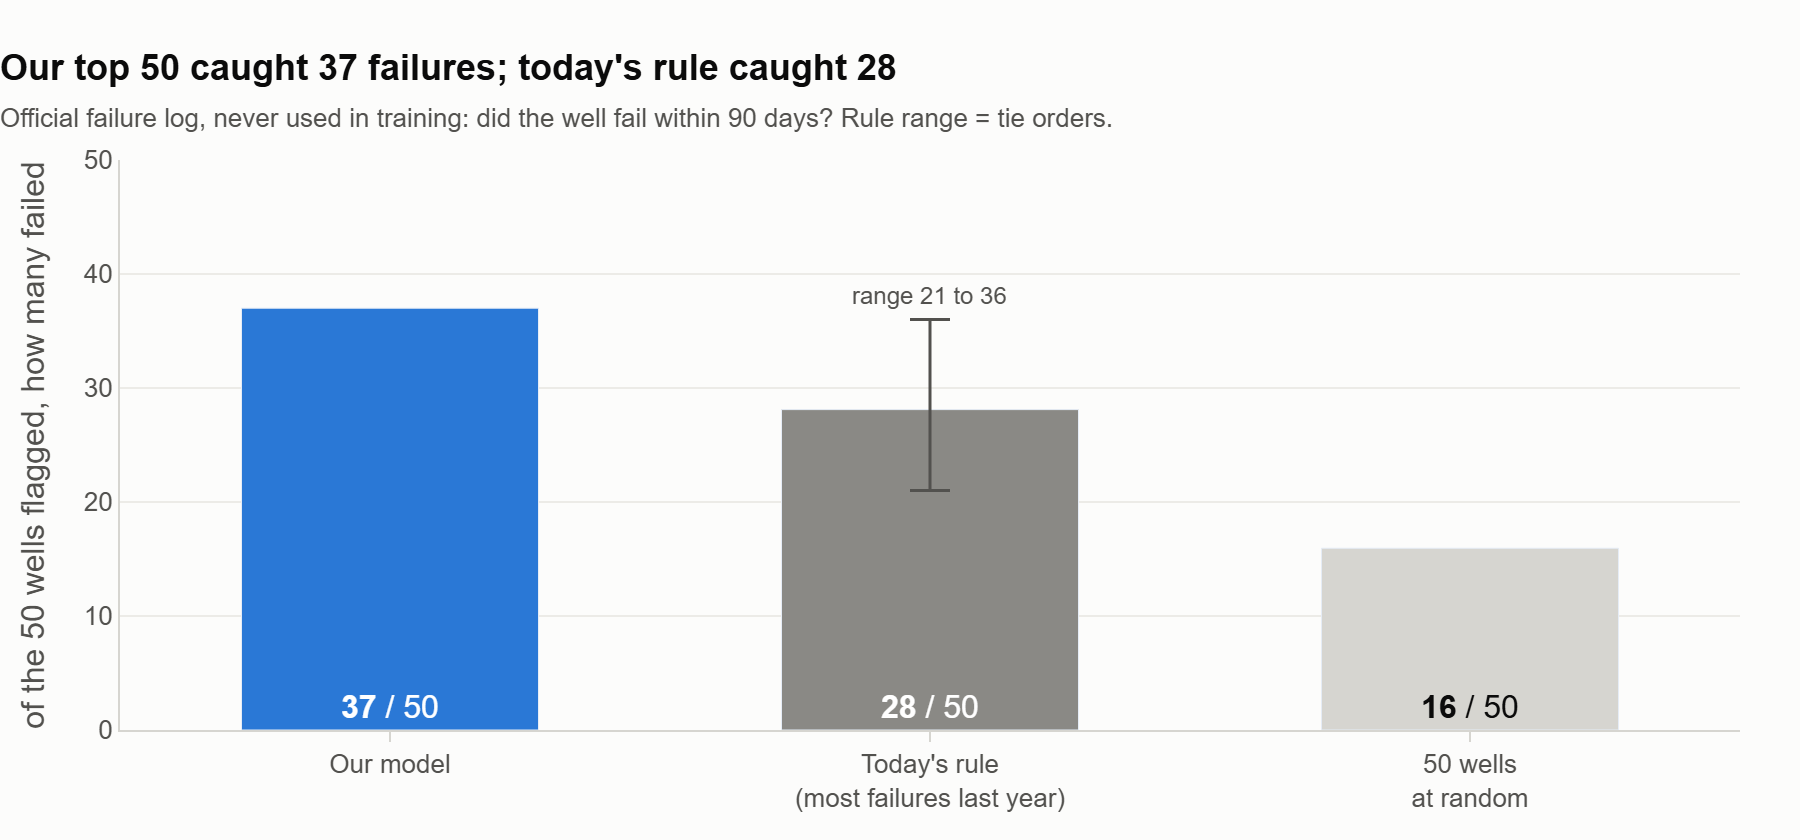 Our top 50 caught 37 failures; today's rule caught 28
Official failure log, never used in training: did the well fail within 90 days? Rule range = tie orders.
of the 50 wells flagged, how many failed
50
40
30
20
10
0
range 21 to 36
37 / 50
28 / 50
16 / 50
Our model
Today's rule
(most failures last year)
50 wells
at random